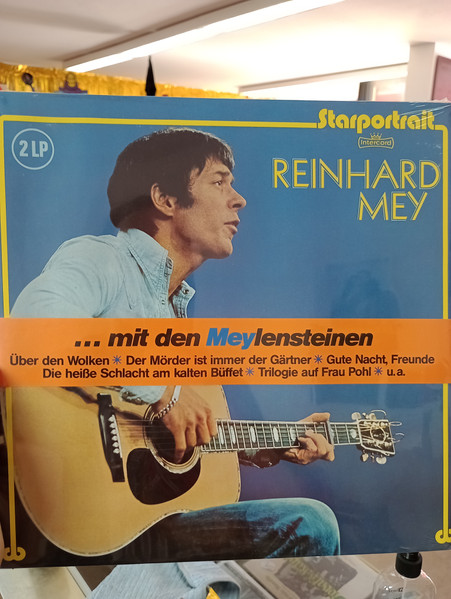 Starportrait
Intercord
2 LP
REINHARD
MEY
... mit den Meylensteinen
Über den Wolken ✳ Der Mörder ist immer der Gärtner ✳ Gute Nacht, Freunde
Die heiße Schlacht am kalten Büffet ✳ Trilogie auf Frau Pohl ✳ u.a.